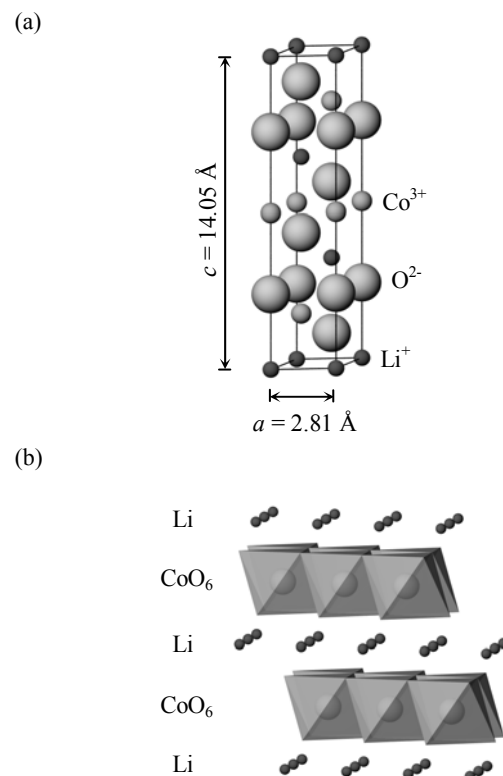 (a)
c = 14.05 Å
Co³⁺
O²⁻
Li⁺
a = 2.81 Å
(b)
Li
CoO₆
Li
CoO₆
Li